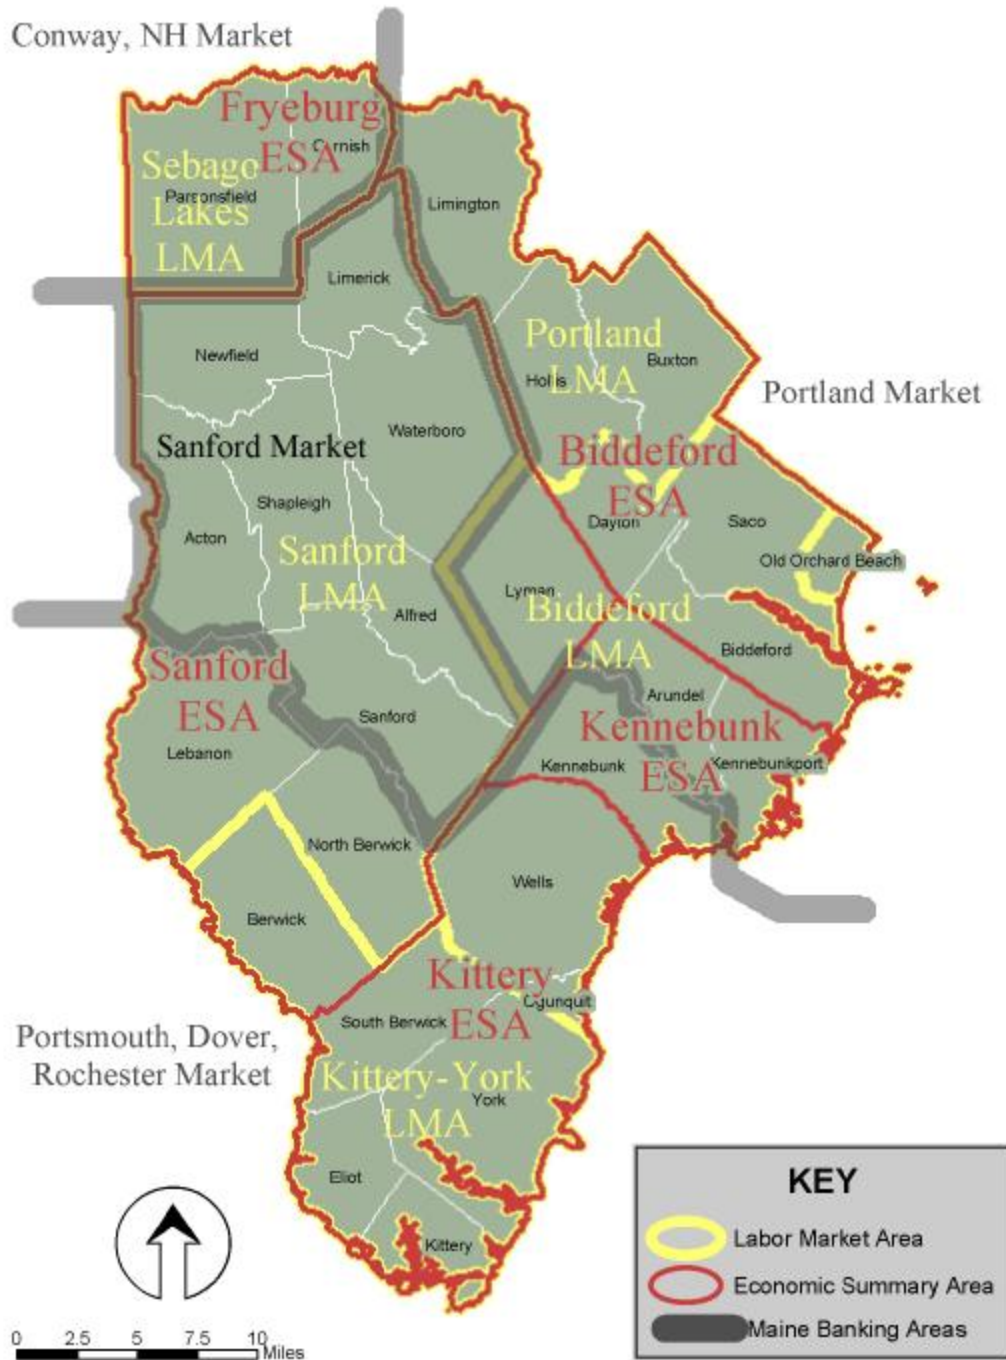 Conway, NH Market
Fryeburg
ESA
Cornish
Sebago
Lakes
LMA
Parsonsfield
Limington
Limerick
Newfield
Portland
LMA
Hollis
Buxton
Portland Market
Waterboro
Sanford Market
Biddeford
ESA
Shapleigh
Acton
Dayton
Saco
Old Orchard Beach
Sanford
LMA
Alfred
Lyman
Biddeford
LMA
Biddeford
Sanford
ESA
Lebanon
Sanford
Arundel
Kennebunk
ESA
Kennebunk
Kennebunkport
North Berwick
Wells
Berwick
Kittery
ESA
Ogunquit
South Berwick
Portsmouth, Dover,
Rochester Market
Kittery-York
LMA
York
Eliot
Kittery
KEY
Labor Market Area
Economic Summary Area
Maine Banking Areas
0 2.5 5 7.5 10
Miles